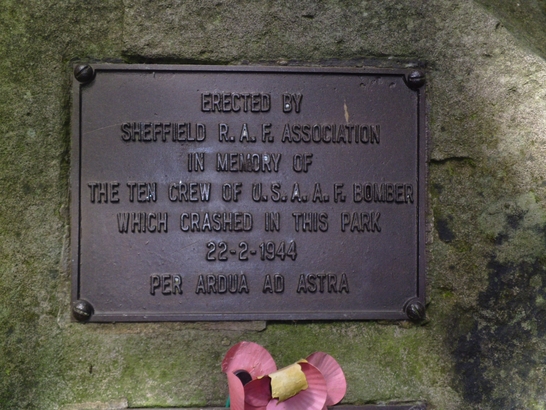 ERECTED BY
SHEFFIELD R. A. F. ASSOCIATION
IN MEMORY OF
THE TEN CREW OF U. S. A. A. F. BOMBER
WHICH CRASHED IN THIS PARK
22-2-1944
PER ARDUA AD ASTRA